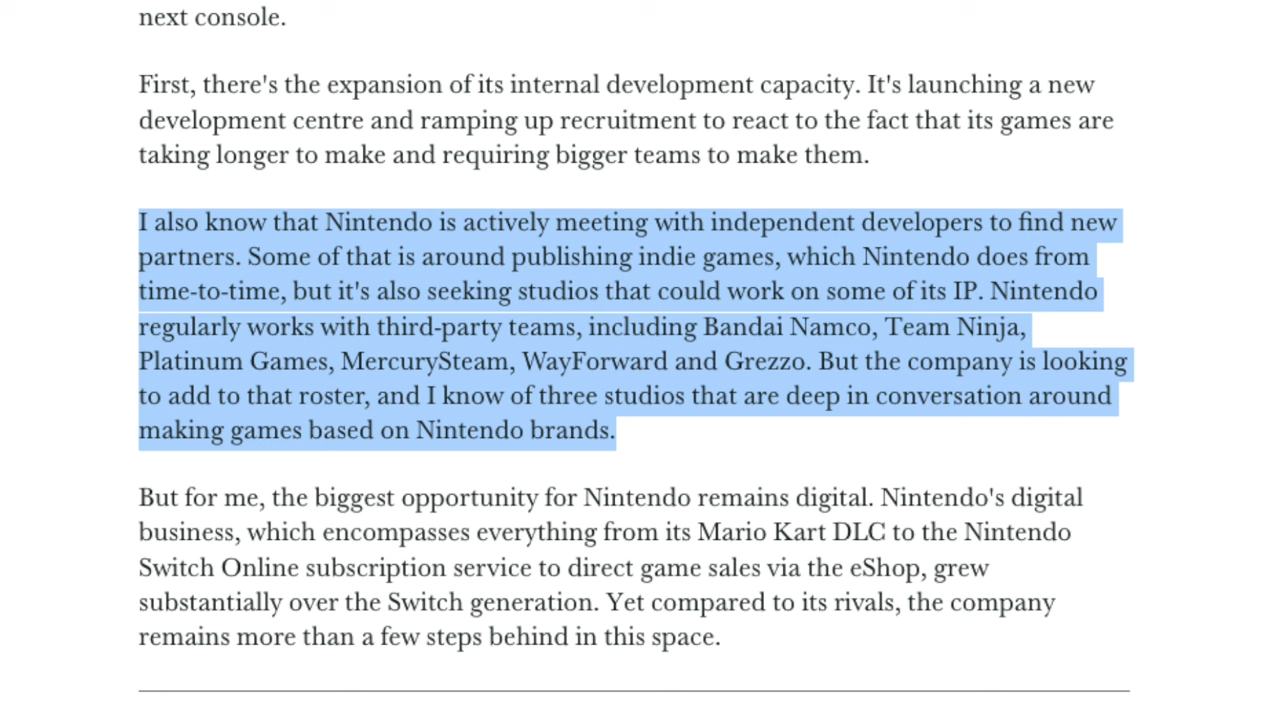 next console.
First, there's the expansion of its internal development capacity. It's launching a new
development centre and ramping up recruitment to react to the fact that its games are
taking longer to make and requiring bigger teams to make them.
I also know that Nintendo is actively meeting with independent developers to find new
partners. Some of that is around publishing indie games, which Nintendo does from
time-to-time, but it's also seeking studios that could work on some of its IP. Nintendo
regularly works with third-party teams, including Bandai Namco, Team Ninja,
Platinum Games, MercurySteam, WayForward and Grezzo. But the company is looking
to add to that roster, and I know of three studios that are deep in conversation around
making games based on Nintendo brands.
But for me, the biggest opportunity for Nintendo remains digital. Nintendo's digital
business, which encompasses everything from its Mario Kart DLC to the Nintendo
Switch Online subscription service to direct game sales via the eShop, grew
substantially over the Switch generation. Yet compared to its rivals, the company
remains more than a few steps behind in this space.